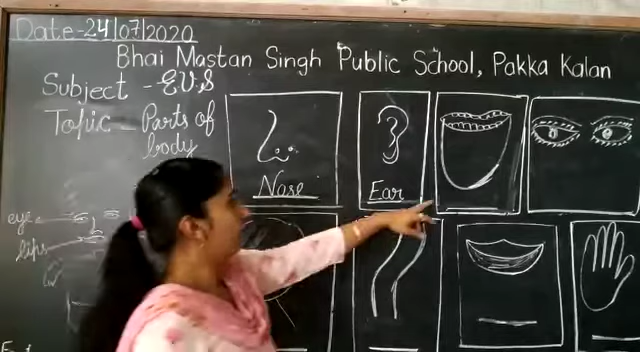 Date-24/07/2020
Bhai Mastan Singh Public School, Pakka Kalan
Subject - EVS
Topic - Parts of
body
Nose
Ear
eye
lips